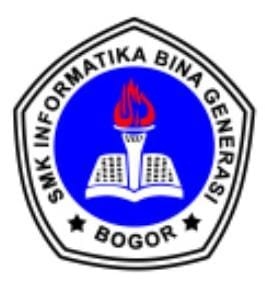 SMK INFORMATIKA BINA GENERASI
BOGOR